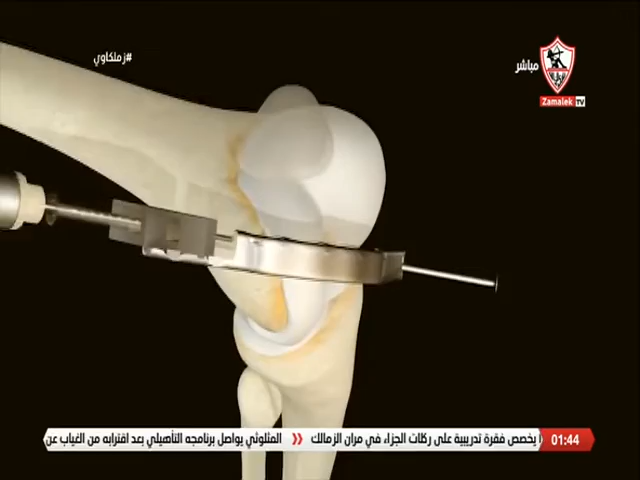 #زملكاوي
مباشر
Zamalek TV
يخصص فقرة تدريبية على ركلات الجزاء في مران الزمالك » المثلوثي يواصل برنامجه التأهيلي بعد اقترابه من الغياب عن
01:44